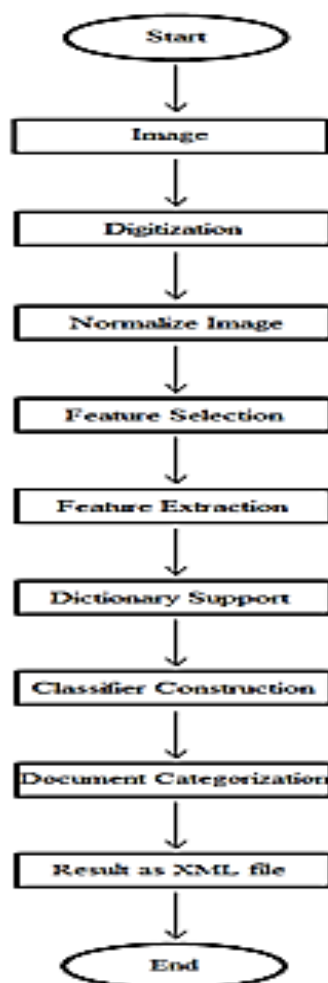 Start
Image
Digitization
Normalize Image
Feature Selection
Feature Extraction
Dictionary Support
Classifier Construction
Document Categorization
Result as XML file
End